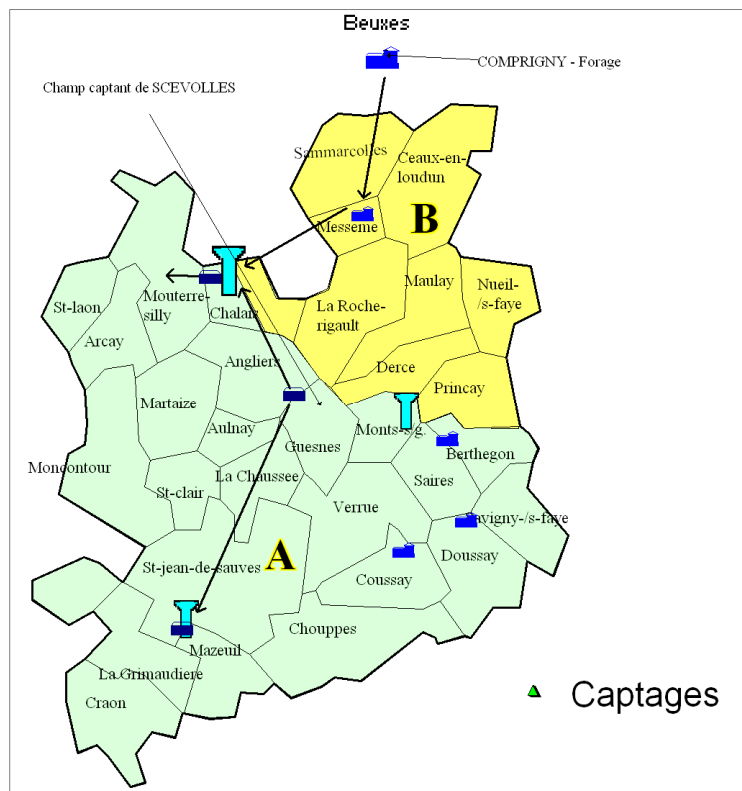 Beuxes
COMPRIGNY - Forage
Champ captant de SCEVOLLES
Sammarcolles
Ceaux-en-
loudun
Messeme
B
Maulay
Nueil-
/s-faye
La Roche-
rigault
St-laon
Mouterre-
silly
Chalais
Arcay
Angliers
Derce
Princay
Martaize
Aulnay
Guesnes
Monts-s/g.
Berthegon
Moncontour
La Chaussee
Saires
St-clair
Verrue
Savigny-/s-faye
A
St-jean-de-sauves
Coussay
Doussay
Chouppes
Mazeuil
La Grimaudiere
Craon
Captages